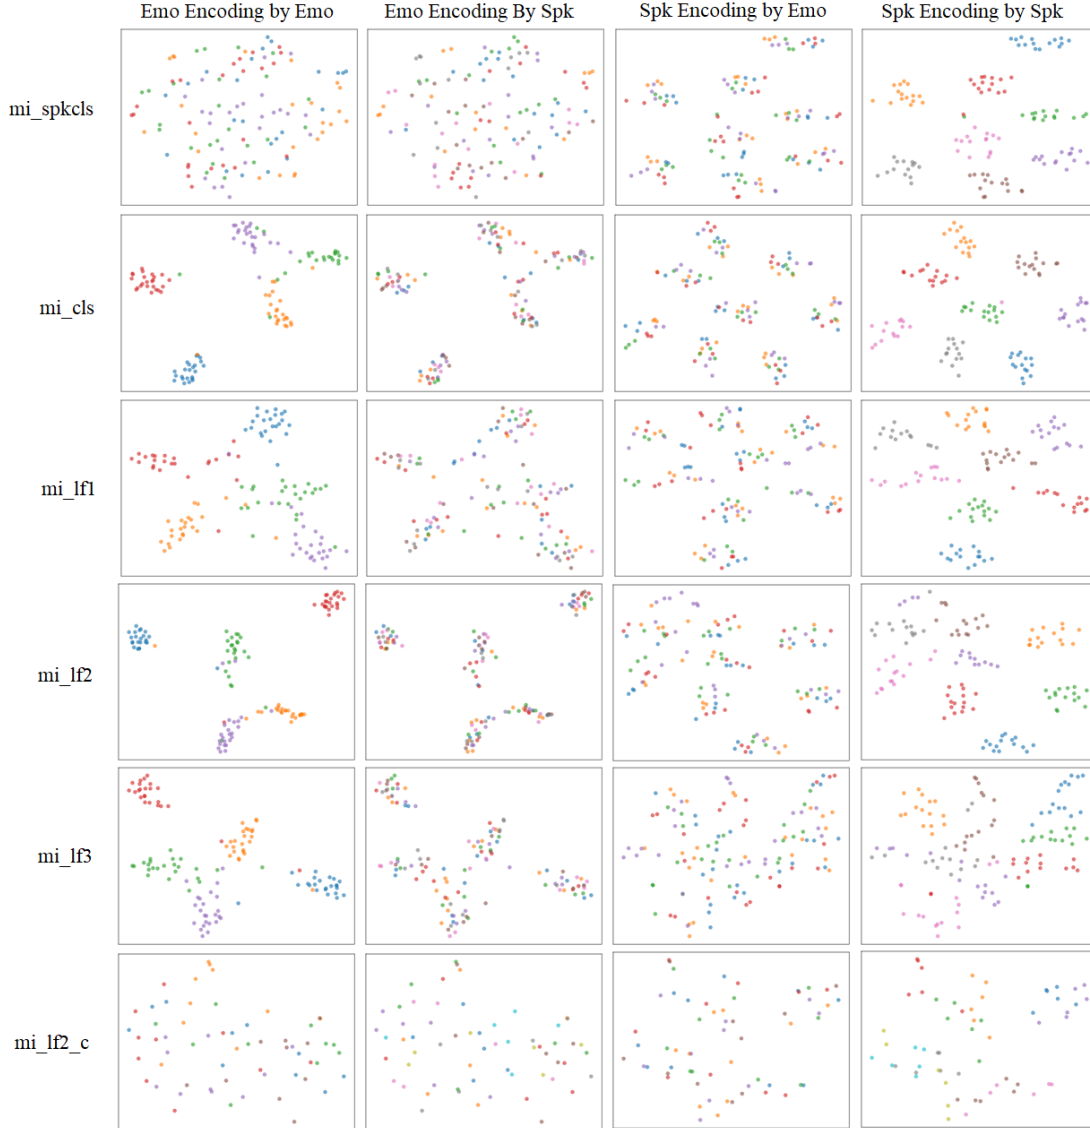 Emo Encoding by Emo
Emo Encoding By Spk
Spk Encoding by Emo
Spk Encoding by Spk
mi_spkcls
mi_cls
mi_lf1
mi_lf2
mi_lf3
mi_lf2_c